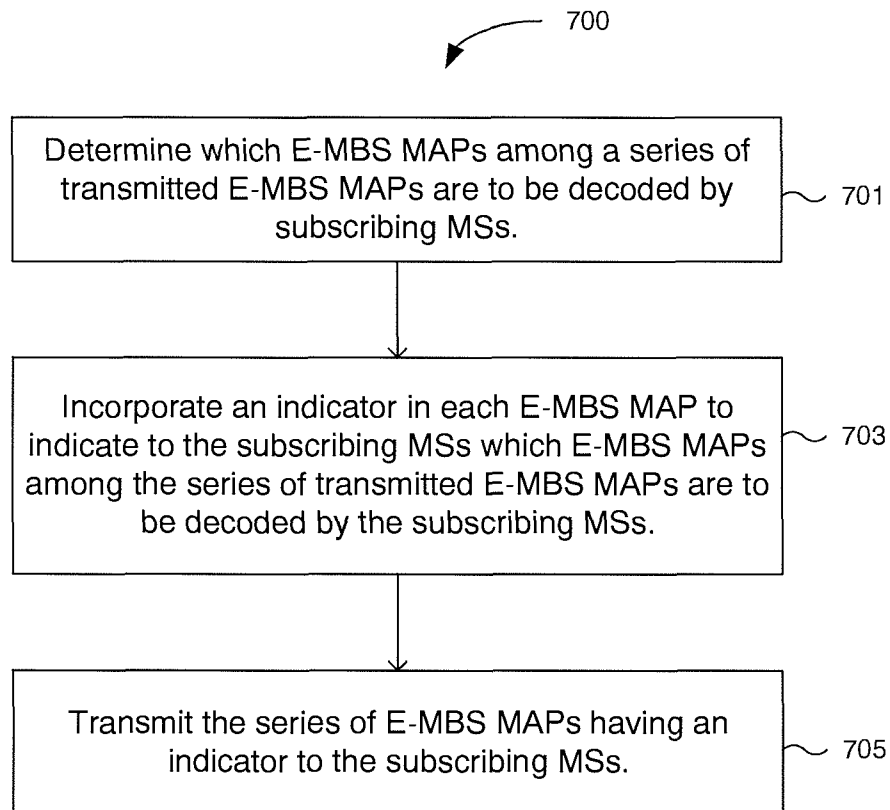 700
Determine which E-MBS MAPs among a series of
transmitted E-MBS MAPs are to be decoded by
subscribing MSs.
701
Incorporate an indicator in each E-MBS MAP to
indicate to the subscribing MSs which E-MBS MAPs
among the series of transmitted E-MBS MAPs are to
be decoded by the subscribing MSs.
703
Transmit the series of E-MBS MAPs having an
indicator to the subscribing MSs.
705